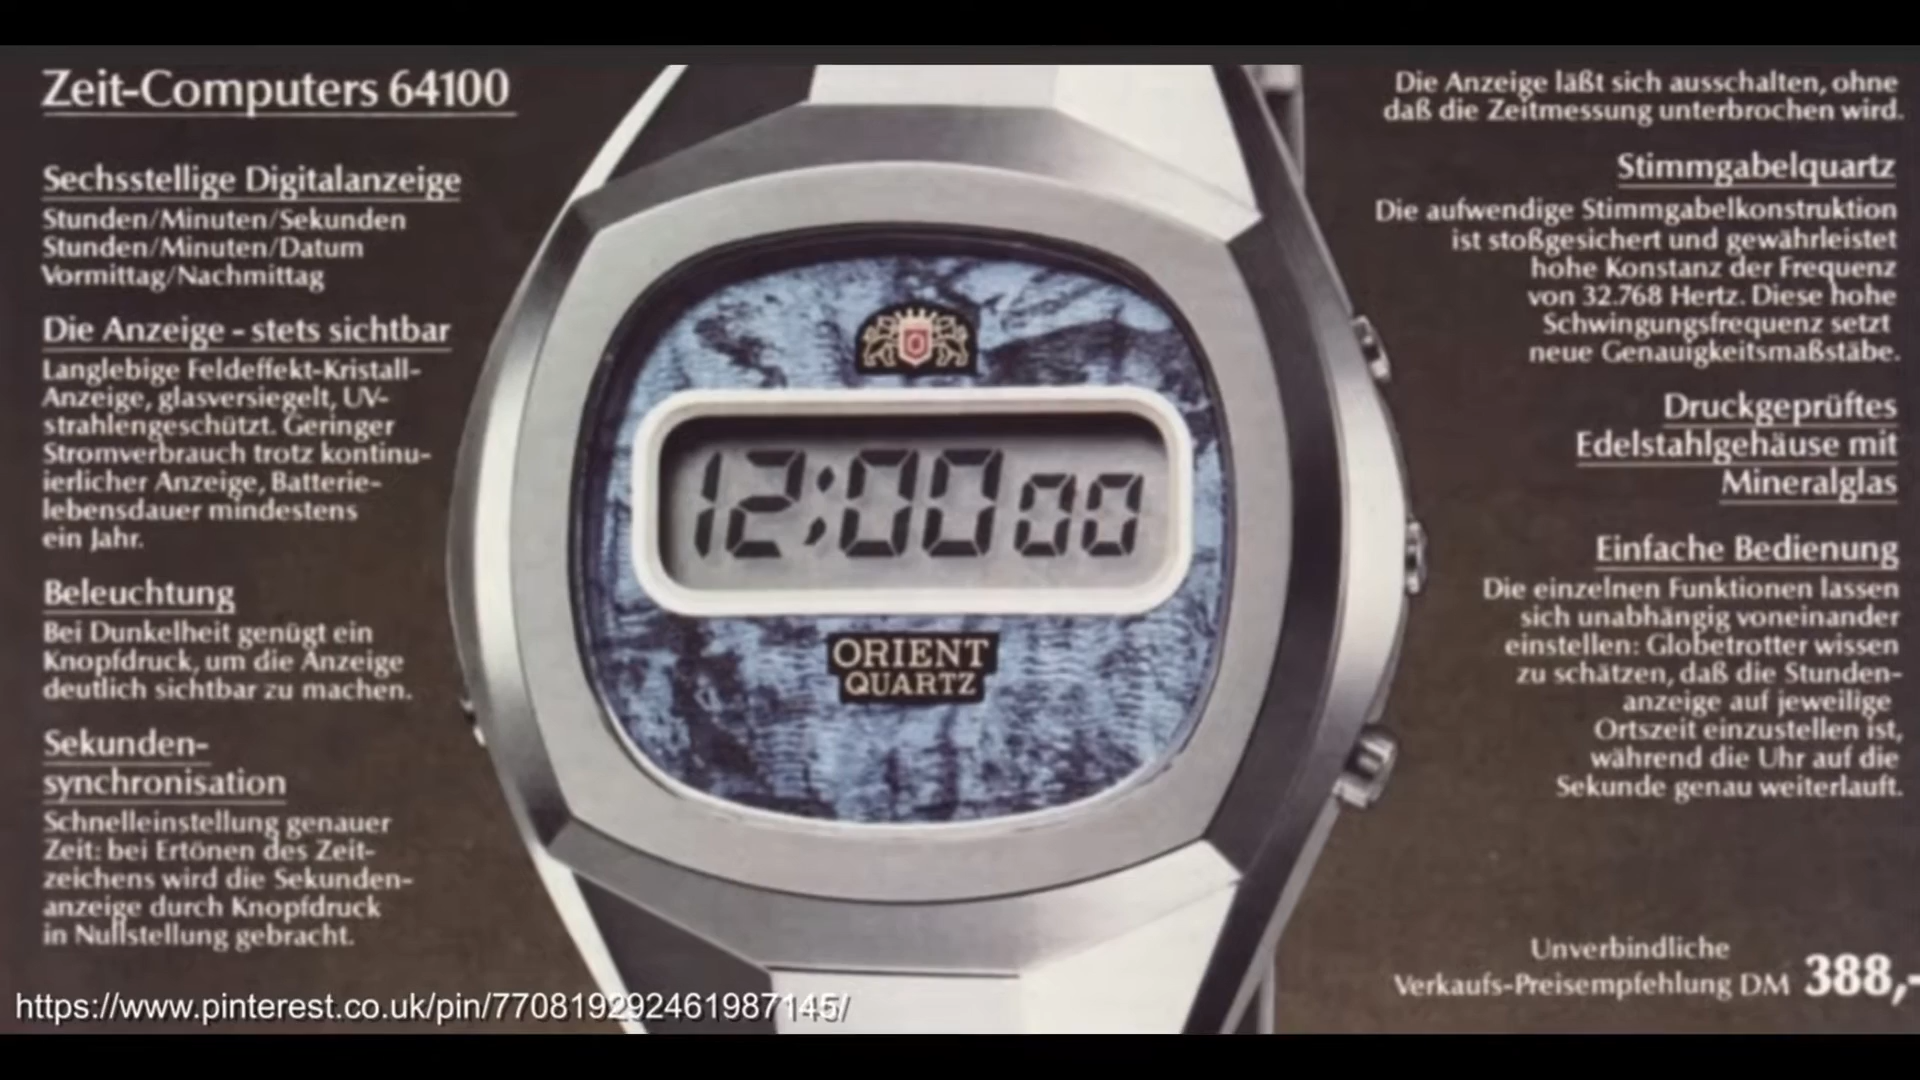 Zeit-Computers 64100
Sechsstellige Digitalanzeige
Stunden/Minuten/Sekunden
Stunden/Minuten/Datum
Vormittag/Nachmittag
Die Anzeige - stets sichtbar
Langlebige Feldeffekt-Kristall-
Anzeige, glasversiegelt, UV-
strahlengeschützt. Geringer
Stromverbrauch trotz kontinu-
ierlicher Anzeige, Batterie-
lebensdauer mindestens
ein Jahr.
Beleuchtung
Bei Dunkelheit genügt ein
Knopfdruck, um die Anzeige
deutlich sichtbar zu machen.
Sekunden-
synchronisation
Schnelleinstellung genauer
Zeit: bei Ertönen des Zeit-
zeichens wird die Sekunden-
anzeige durch Knopfdruck
in Nullstellung gebracht.
12:00 00
ORIENT
QUARTZ
Die Anzeige läßt sich ausschalten, ohne
daß die Zeitmessung unterbrochen wird.
Stimmgabelquartz
Die aufwendige Stimmgabelkonstruktion
ist stoßgesichert und gewährleistet
hohe Konstanz der Frequenz
von 32.768 Hertz. Diese hohe
Schwingungsfrequenz setzt
neue Genauigkeitsmaßstäbe.
Druckgeprüftes
Edelstahlgehäuse mit
Mineralglas
Einfache Bedienung
Die einzelnen Funktionen lassen
sich unabhängig voneinander
einstellen: Globetrotter wissen
zu schätzen, daß die Stunden-
anzeige auf jeweilige
Ortszeit einzustellen ist,
während die Uhr auf die
Sekunde genau weiterlauft.
Unverbindliche
Verkaufs-Preisempfehlung DM 388,-
https://www.pinterest.co.uk/pin/770819292461987145/